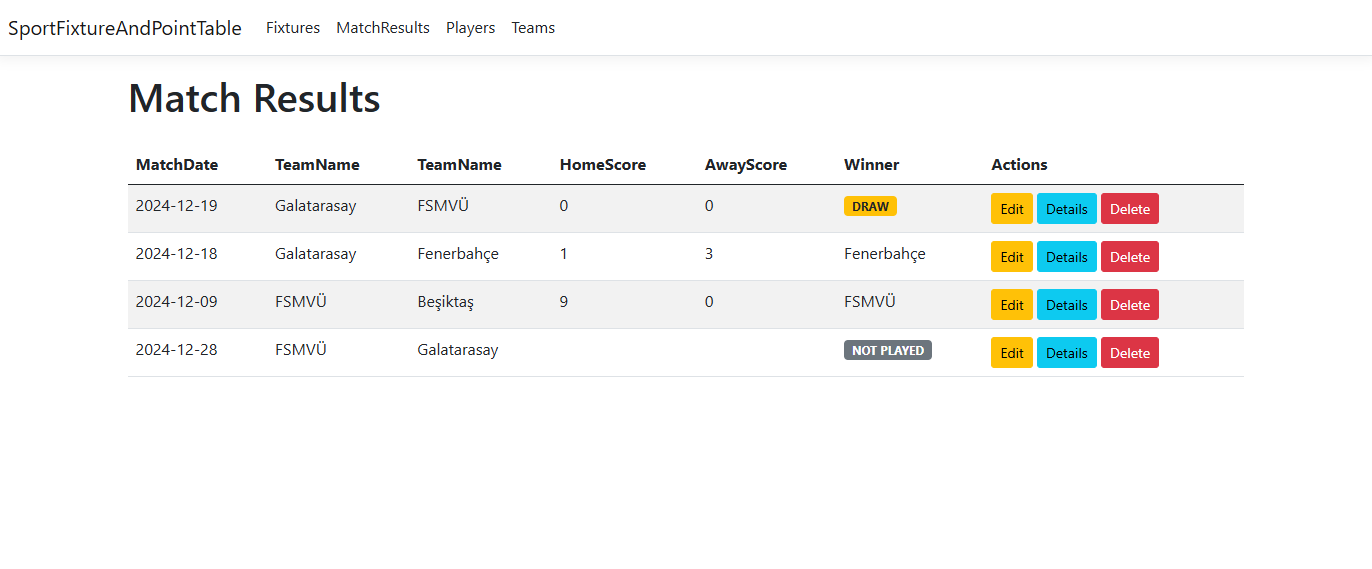 SportFixtureAndPointTable Fixtures MatchResults Players Teams
Match Results
MatchDate TeamName TeamName HomeScore AwayScore Winner Actions
2024-12-19 Galatarasay FSMVÜ 0 0 DRAW Edit Details Delete
2024-12-18 Galatarasay Fenerbahçe 1 3 Fenerbahçe Edit Details Delete
2024-12-09 FSMVÜ Beşiktaş 9 0 FSMVÜ Edit Details Delete
2024-12-28 FSMVÜ Galatarasay NOT PLAYED Edit Details Delete